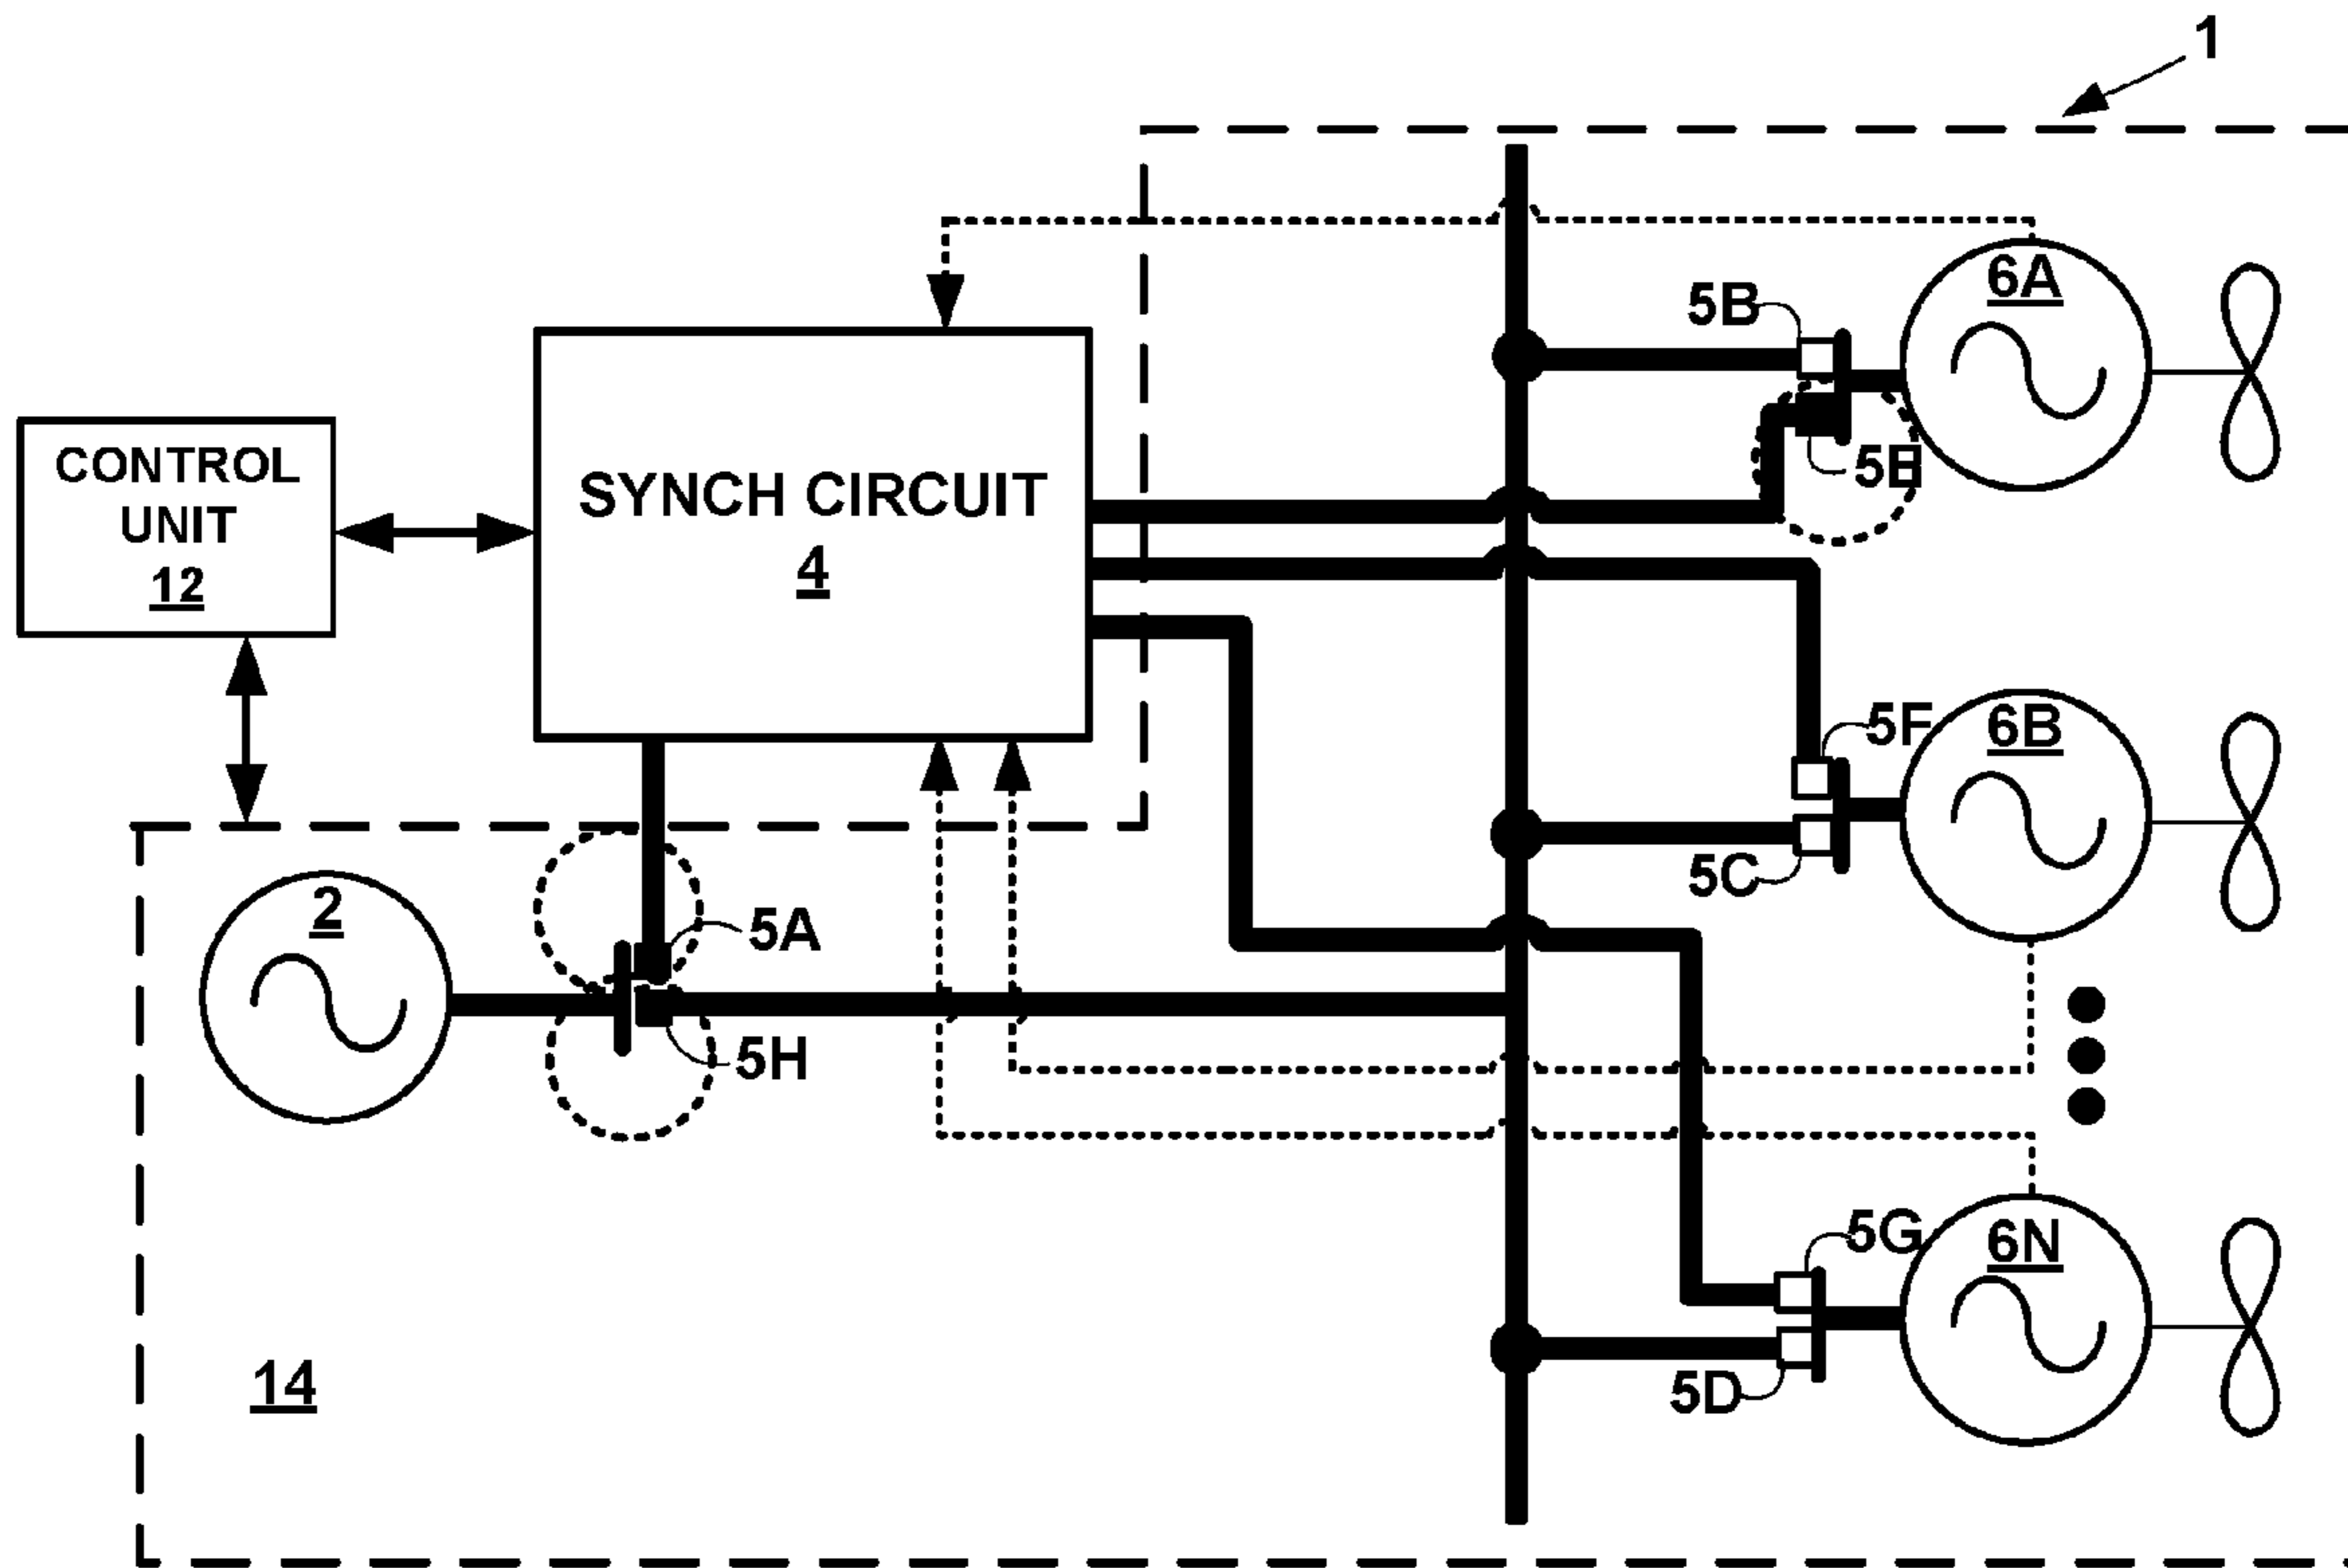 1
6A
5B
5E
CONTROL
UNIT
12
SYNCH CIRCUIT
4
5F
6B
5C
2
5A
5H
5G
6N
5D
14